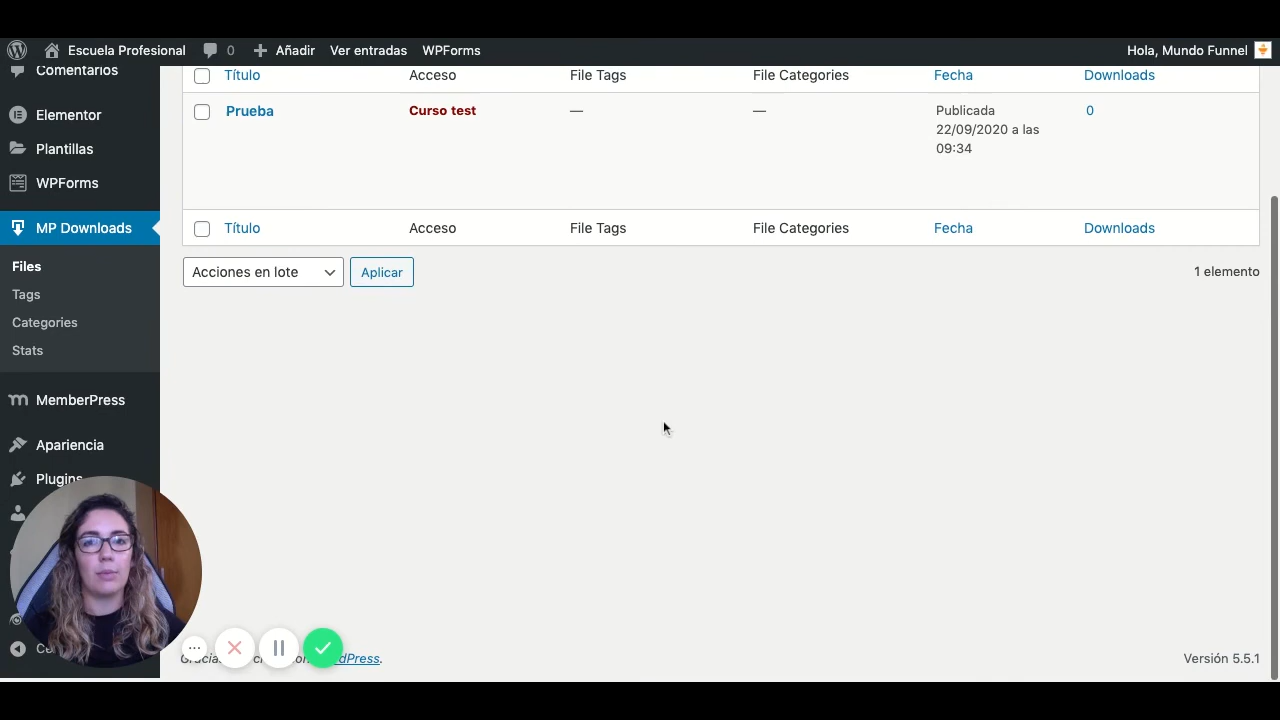 Escuela Profesional 0 Añadir Ver entradas WPForms Hola, Mundo Funnel
Comentarios
Elementor
Plantillas
WPForms
MP Downloads
Files
Tags
Categories
Stats
MemberPress
Apariencia
Plugins
Título Acceso File Tags File Categories Fecha Downloads
Prueba Curso test — — Publicada 0
22/09/2020 a las
09:34
Título Acceso File Tags File Categories Fecha Downloads
Acciones en lote Aplicar 1 elemento
Versión 5.5.1